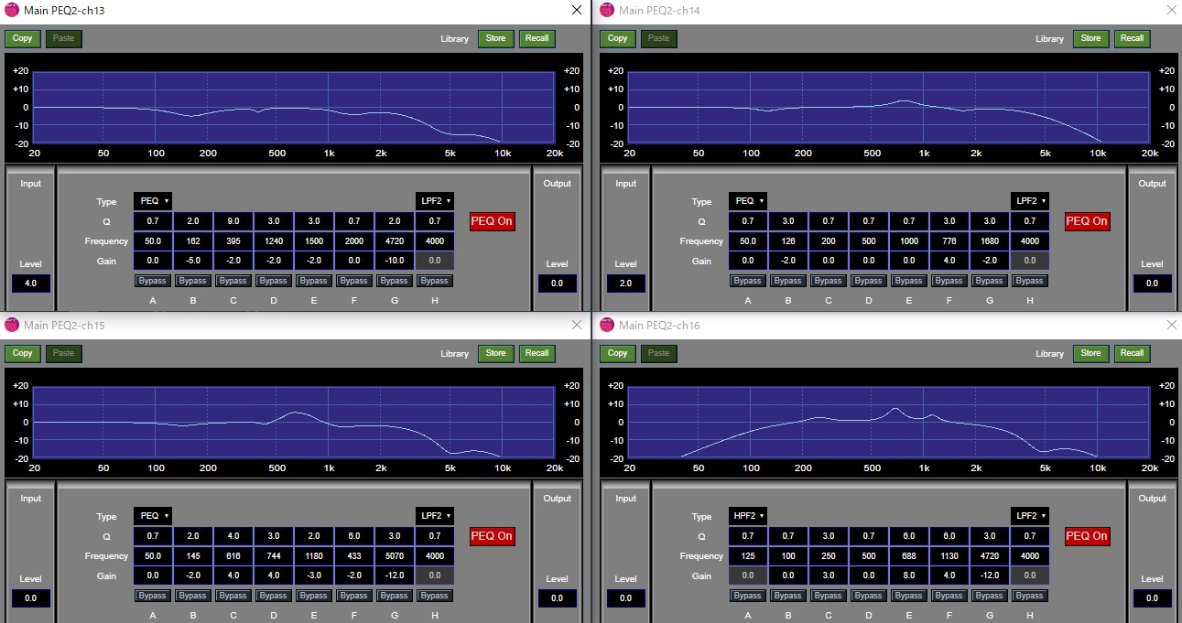 Main PEQ2-ch13
Copy Paste Library Store Recall
+20 +20
+10 +10
0 0
-10 -10
-20 -20
20 50 100 200 500 1k 2k 5k 10k 20k
Input Output
Type PEQ LPF2
Q 0.7 2.0 9.0 3.0 3.0 0.7 2.0 0.7 PEQ On
Frequency 50.0 162 395 1240 1500 2000 4720 4000
Gain 0.0 -5.0 -2.0 -2.0 -2.0 0.0 -10.0 0.0
Level Level
4.0 Bypass Bypass Bypass Bypass Bypass Bypass Bypass Bypass 0.0
A B C D E F G H
Main PEQ2-ch14
Copy Paste Library Store Recall
+20 +20
+10 +10
0 0
-10 -10
-20 -20
20 50 100 200 500 1k 2k 5k 10k 20k
Input Output
Type PEQ LPF2
Q 0.7 3.0 0.7 0.7 0.7 3.0 3.0 0.7 PEQ On
Frequency 50.0 126 200 500 1000 776 1680 4000
Gain 0.0 -2.0 0.0 0.0 0.0 4.0 -2.0 0.0
Level Level
2.0 Bypass Bypass Bypass Bypass Bypass Bypass Bypass Bypass 0.0
A B C D E F G H
Main PEQ2-ch15
Copy Paste Library Store Recall
+20 +20
+10 +10
0 0
-10 -10
-20 -20
20 50 100 200 500 1k 2k 5k 10k 20k
Input Output
Type PEQ LPF2
Q 0.7 2.0 4.0 3.0 2.0 6.0 3.0 0.7 PEQ On
Frequency 50.0 145 616 744 1180 433 5070 4000
Gain 0.0 -2.0 4.0 4.0 -3.0 -2.0 -12.0 0.0
Level Level
0.0 Bypass Bypass Bypass Bypass Bypass Bypass Bypass Bypass 0.0
A B C D E F G H
Main PEQ2-ch16
Copy Paste Library Store Recall
+20 +20
+10 +10
0 0
-10 -10
-20 -20
20 50 100 200 500 1k 2k 5k 10k 20k
Input Output
Type HPF2 LPF2
Q 0.7 0.7 3.0 0.7 6.0 6.0 3.0 0.7 PEQ On
Frequency 125 100 250 500 688 1130 4720 4000
Gain 0.0 0.0 3.0 0.0 8.0 4.0 -12.0 0.0
Level Level
0.0 Bypass Bypass Bypass Bypass Bypass Bypass Bypass Bypass 0.0
A B C D E F G H